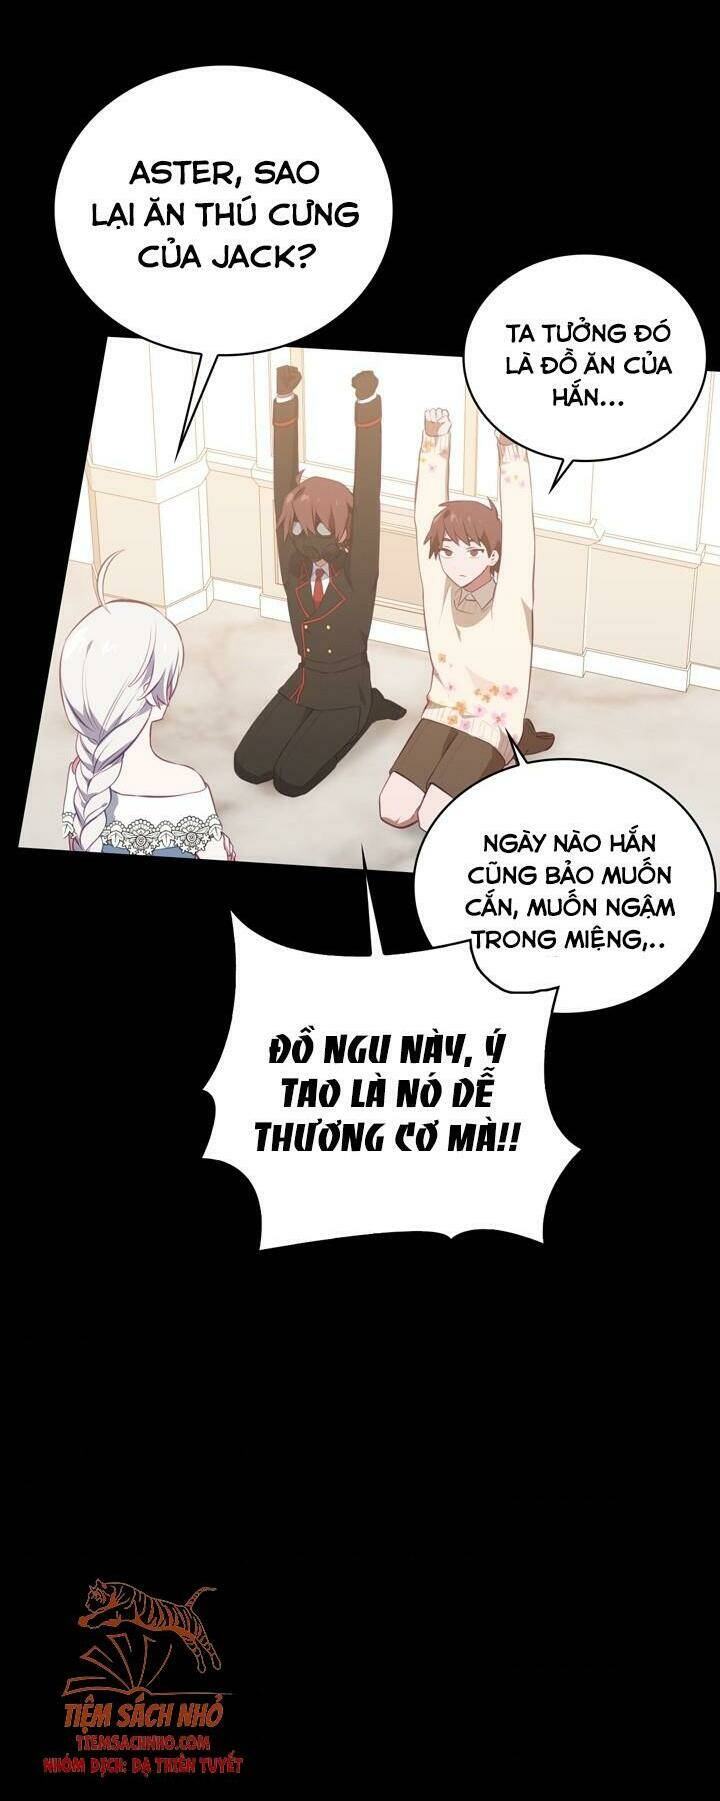 ASTER, SAO
LẠI ĂN THÚ CƯNG
CỦA JACK?
TA TƯỞNG ĐÓ
LÀ ĐỒ ĂN CỦA
HẮN...
NGÀY NÀO HẮN
CŨNG BẢO MUỐN
CẮN, MUỐN NGẬM
TRONG MIỆNG,..
ĐỒ NGU NÀY, Ý
TAO LÀ NÓ DỄ
THƯƠNG CƠ MÀ!!
TIỆM SÁCH NHỎ
TIEMSACHNHO.COM
NHÓM DỊCH: DẠ THIÊN TUYẾT